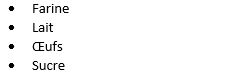 • Farine
• Lait
• Œufs
• Sucre